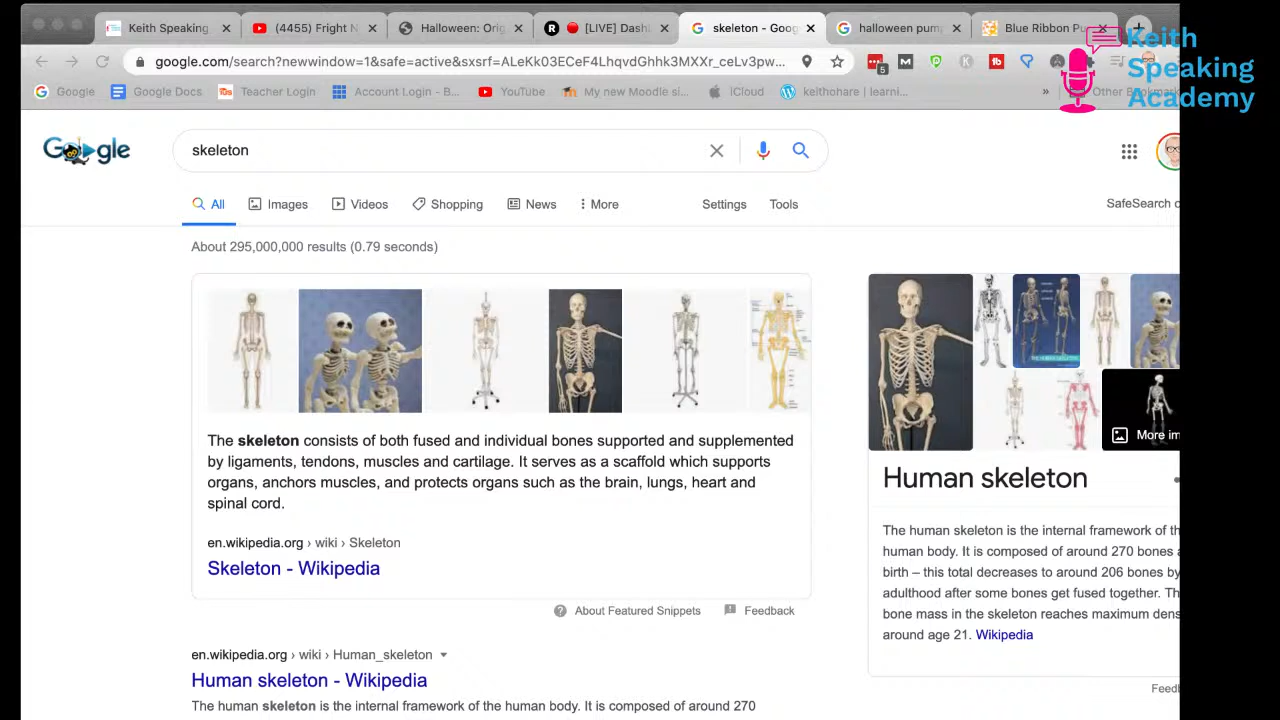 Keith Speaking
(4455) Fright N
Halloween: Orig
[LIVE] Dash
skeleton - Goog
halloween pump
Blue Ribbon Pu
google.com/search?newwindow=1&safe=active&sxsrf=ALeKk03ECeF4LhqvdGhhk3MXXr_ceLv3pw...
5
Google
Google Docs
Teacher Login
Account Login - B...
YouTube
My new Moodle si...
iCloud
keithohare | learni...
»
Other Bookmark
Keith
Speaking
Academy
Google
skeleton
All
Images
Videos
Shopping
News
More
Settings
Tools
SafeSearch o
About 295,000,000 results (0.79 seconds)
The skeleton consists of both fused and individual bones supported and supplemented
by ligaments, tendons, muscles and cartilage. It serves as a scaffold which supports
organs, anchors muscles, and protects organs such as the brain, lungs, heart and
spinal cord.
en.wikipedia.org › wiki › Skeleton
Skeleton - Wikipedia
About Featured Snippets
Feedback
en.wikipedia.org › wiki › Human_skeleton
Human skeleton - Wikipedia
The human skeleton is the internal framework of the human body. It is composed of around 270
More im
Human skeleton
The human skeleton is the internal framework of th
human body. It is composed of around 270 bones a
birth – this total decreases to around 206 bones by
adulthood after some bones get fused together. Th
bone mass in the skeleton reaches maximum dens
around age 21. Wikipedia
Feedb